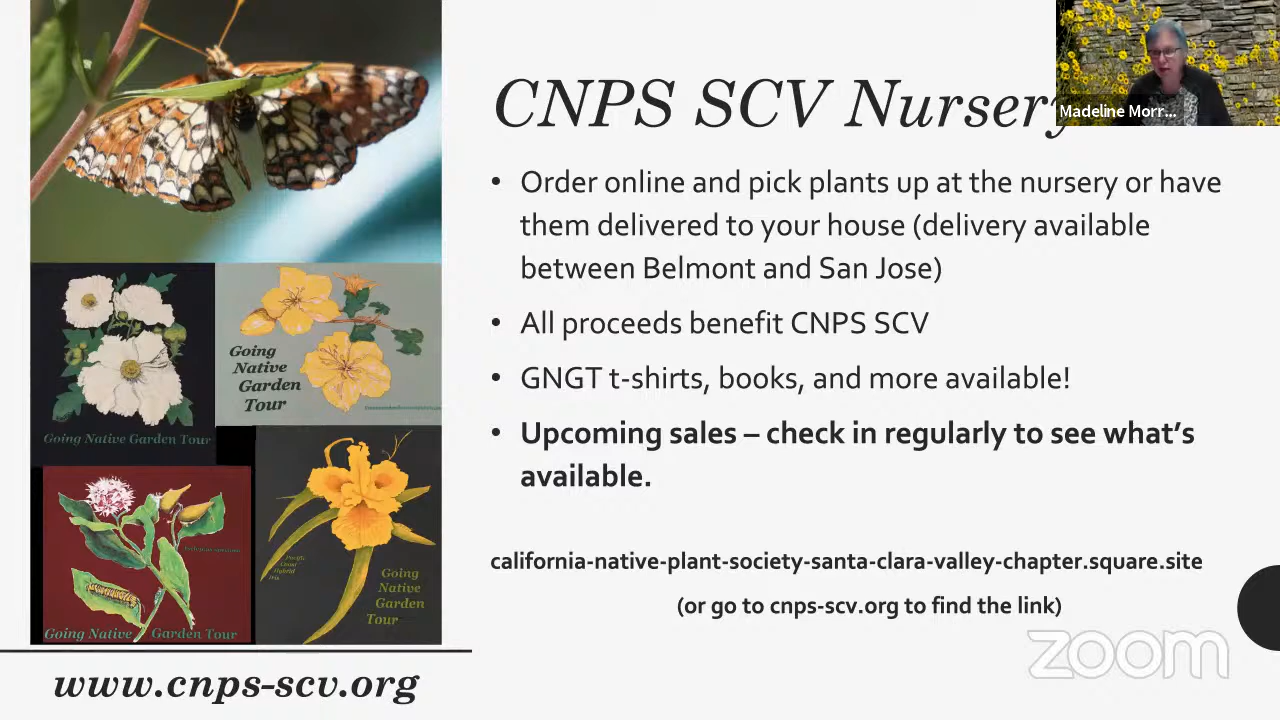 CNPS SCV Nursery
Madeline Morr...
• Order online and pick plants up at the nursery or have
them delivered to your house (delivery available
between Belmont and San Jose)
• All proceeds benefit CNPS SCV
• GNGT t-shirts, books, and more available!
• Upcoming sales – check in regularly to see what's
available.
california-native-plant-society-santa-clara-valley-chapter.square.site
(or go to cnps-scv.org to find the link)
Going
Native
Garden
Tour
Going Native Garden Tour
Pacific
Coast
Hybrid
Iris
Going
Native
Garden
Tour
Going Native Garden Tour
www.cnps-scv.org
zoom